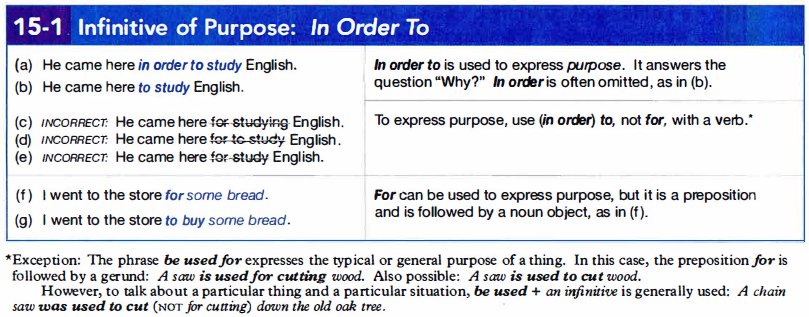 15-1 Infinitive of Purpose: In Order To
(a) He came here in order to study English.
(b) He came here to study English.
In order to is used to express purpose. It answers the
question “Why?” In order is often omitted, as in (b).
(c) INCORRECT: He came here for studying English.
(d) INCORRECT: He came here for to study English.
(e) INCORRECT: He came here for study English.
To express purpose, use (in order) to, not for, with a verb.*
(f) I went to the store for some bread.
(g) I went to the store to buy some bread.
For can be used to express purpose, but it is a preposition
and is followed by a noun object, as in (f).
*Exception: The phrase be used for expresses the typical or general purpose of a thing. In this case, the preposition for is
followed by a gerund: A saw is used for cutting wood. Also possible: A saw is used to cut wood.
However, to talk about a particular thing and a particular situation, be used + an infinitive is generally used: A chain
saw was used to cut (NOT for cutting) down the old oak tree.